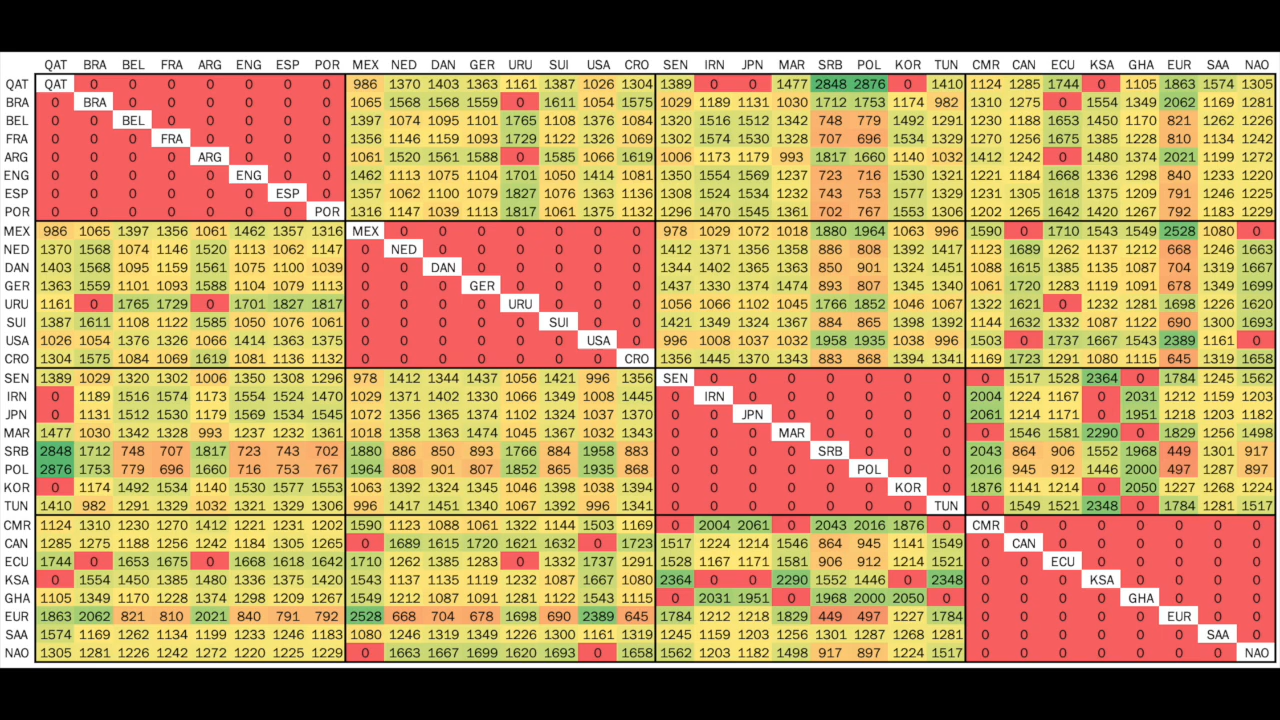 QAT BRA BEL FRA ARG ENG ESP POR MEX NED DAN GER URU SUI USA CRO SEN IRN JPN MAR SRB POL KOR TUN CMR CAN ECU KSA GHA EUR SAA NAO
QAT QAT 0 0 0 0 0 0 0 986 1370 1403 1363 1161 1387 1026 1304 1389 0 0 1477 2848 2876 0 1410 1124 1285 1744 0 1105 1863 1574 1305
BRA 0 BRA 0 0 0 0 0 0 1065 1568 1568 1559 0 1611 1054 1575 1029 1189 1131 1030 1712 1753 1174 982 1310 1275 0 1554 1349 2062 1169 1281
BEL 0 0 BEL 0 0 0 0 0 1397 1074 1095 1101 1765 1108 1376 1084 1320 1516 1512 1342 748 779 1492 1291 1230 1188 1653 1450 1170 821 1262 1226
FRA 0 0 0 FRA 0 0 0 0 1356 1146 1159 1093 1729 1122 1326 1069 1302 1574 1530 1328 707 696 1534 1329 1270 1256 1675 1385 1228 810 1134 1242
ARG 0 0 0 0 ARG 0 0 0 1061 1520 1561 1588 0 1585 1066 1619 1006 1173 1179 993 1817 1660 1140 1032 1412 1242 0 1480 1374 2021 1199 1272
ENG 0 0 0 0 0 ENG 0 0 1462 1113 1075 1104 1701 1050 1414 1081 1350 1554 1569 1237 723 716 1530 1321 1221 1184 1668 1336 1298 840 1233 1220
ESP 0 0 0 0 0 0 ESP 0 1357 1062 1100 1079 1827 1076 1363 1136 1308 1524 1534 1232 743 753 1577 1329 1231 1305 1618 1375 1209 791 1246 1225
POR 0 0 0 0 0 0 0 POR 1316 1147 1039 1113 1817 1061 1375 1132 1296 1470 1545 1361 702 767 1553 1306 1202 1265 1642 1420 1267 792 1183 1229
MEX 986 1065 1397 1356 1061 1462 1357 1316 MEX 0 0 0 0 0 0 0 978 1029 1072 1018 1880 1964 1063 996 1590 0 1710 1543 1549 2528 1080 0
NED 1370 1568 1074 1146 1520 1113 1062 1147 0 NED 0 0 0 0 0 0 1412 1371 1356 1358 886 808 1392 1417 1123 1689 1262 1137 1212 668 1246 1663
DAN 1403 1568 1095 1159 1561 1075 1100 1039 0 0 DAN 0 0 0 0 0 1344 1402 1365 1363 850 901 1324 1451 1088 1615 1385 1135 1087 704 1319 1667
GER 1363 1559 1101 1093 1588 1104 1079 1113 0 0 0 GER 0 0 0 0 1437 1330 1374 1474 893 807 1345 1340 1061 1720 1283 1119 1091 678 1349 1699
URU 1161 0 1765 1729 0 1701 1827 1817 0 0 0 0 URU 0 0 0 1056 1066 1102 1045 1766 1852 1046 1067 1322 1621 0 1232 1281 1698 1226 1620
SUI 1387 1611 1108 1122 1585 1050 1076 1061 0 0 0 0 0 SUI 0 0 1421 1349 1324 1367 884 865 1398 1392 1144 1632 1332 1087 1122 690 1300 1693
USA 1026 1054 1376 1326 1066 1414 1363 1375 0 0 0 0 0 0 USA 0 996 1008 1037 1032 1958 1935 1038 996 1503 0 1737 1667 1543 2389 1161 0
CRO 1304 1575 1084 1069 1619 1081 1136 1132 0 0 0 0 0 0 0 CRO 1356 1445 1370 1343 883 868 1394 1341 1169 1723 1291 1080 1115 645 1319 1658
SEN 1389 1029 1320 1302 1006 1350 1308 1296 978 1412 1344 1437 1056 1421 996 1356 SEN 0 0 0 0 0 0 0 0 1517 1528 2364 0 1784 1245 1562
IRN 0 1189 1516 1574 1173 1554 1524 1470 1029 1371 1402 1330 1066 1349 1008 1445 0 IRN 0 0 0 0 0 0 2004 1224 1167 0 2031 1212 1159 1203
JPN 0 1131 1512 1530 1179 1569 1534 1545 1072 1356 1365 1374 1102 1324 1037 1370 0 0 JPN 0 0 0 0 0 2061 1214 1171 0 1951 1218 1203 1182
MAR 1477 1030 1342 1328 993 1237 1232 1361 1018 1358 1363 1474 1045 1367 1032 1343 0 0 0 MAR 0 0 0 0 0 1546 1581 2290 0 1829 1256 1498
SRB 2848 1712 748 707 1817 723 743 702 1880 886 850 893 1766 884 1958 883 0 0 0 0 SRB 0 0 0 2043 864 906 1552 1968 449 1301 917
POL 2876 1753 779 696 1660 716 753 767 1964 808 901 807 1852 865 1935 868 0 0 0 0 0 POL 0 0 2016 945 912 1446 2000 497 1287 897
KOR 0 1174 1492 1534 1140 1530 1577 1553 1063 1392 1324 1345 1046 1398 1038 1394 0 0 0 0 0 0 KOR 0 1876 1141 1214 0 2050 1227 1268 1224
TUN 1410 982 1291 1329 1032 1321 1329 1306 996 1417 1451 1340 1067 1392 996 1341 0 0 0 0 0 0 0 TUN 0 1549 1521 2348 0 1784 1281 1517
CMR 1124 1310 1230 1270 1412 1221 1231 1202 1590 1123 1088 1061 1322 1144 1503 1169 0 2004 2061 0 2043 2016 1876 0 CMR 0 0 0 0 0 0 0
CAN 1285 1275 1188 1256 1242 1184 1305 1265 0 1689 1615 1720 1621 1632 0 1723 1517 1224 1214 1546 864 945 1141 1549 0 CAN 0 0 0 0 0 0
ECU 1744 0 1653 1675 0 1668 1618 1642 1710 1262 1385 1283 0 1332 1737 1291 1528 1167 1171 1581 906 912 1214 1521 0 0 ECU 0 0 0 0 0
KSA 0 1554 1450 1385 1480 1336 1375 1420 1543 1137 1135 1119 1232 1087 1667 1080 2364 0 0 2290 1552 1446 0 2348 0 0 0 KSA 0 0 0 0
GHA 1105 1349 1170 1228 1374 1298 1209 1267 1549 1212 1087 1091 1281 1122 1543 1115 0 2031 1951 0 1968 2000 2050 0 0 0 0 0 GHA 0 0 0
EUR 1863 2062 821 810 2021 840 791 792 2528 668 704 678 1698 690 2389 645 1784 1212 1218 1829 449 497 1227 1784 0 0 0 0 0 EUR 0 0
SAA 1574 1169 1262 1134 1199 1233 1246 1183 1080 1246 1319 1349 1226 1300 1161 1319 1245 1159 1203 1256 1301 1287 1268 1281 0 0 0 0 0 0 SAA 0
NAO 1305 1281 1226 1242 1272 1220 1225 1229 0 1663 1667 1699 1620 1693 0 1658 1562 1203 1182 1498 917 897 1224 1517 0 0 0 0 0 0 0 NAO